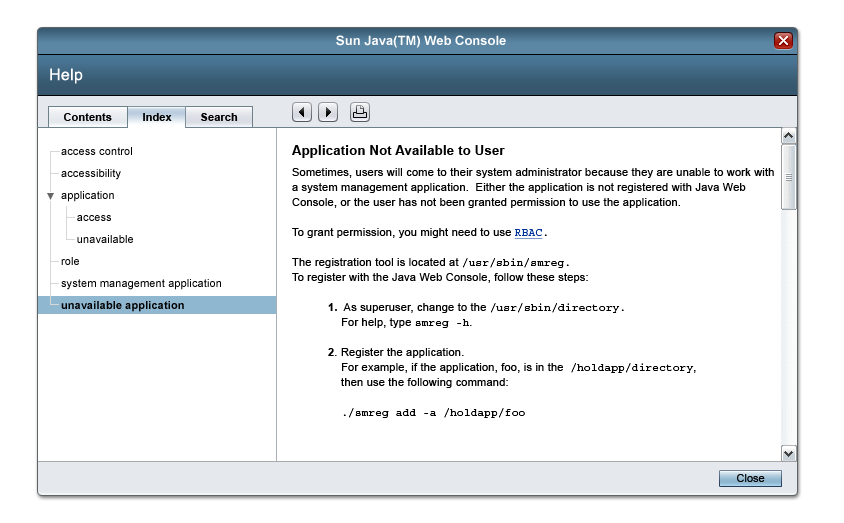 Sun Java(TM) Web Console
Help
Contents
Index
Search
access control
accessibility
application
access
unavailable
role
system management application
unavailable application
Application Not Available to User
Sometimes, users will come to their system administrator because they are unable to work with
a system management application. Either the application is not registered with Java Web
Console, or the user has not been granted permission to use the application.
To grant permission, you might need to use RBAC.
The registration tool is located at /usr/sbin/smreg.
To register with the Java Web Console, follow these steps:
1. As superuser, change to the /usr/sbin/directory.
For help, type smreg -h.
2. Register the application.
For example, if the application, foo, is in the /holdapp/directory,
then use the following command:
./smreg add -a /holdapp/foo
Close